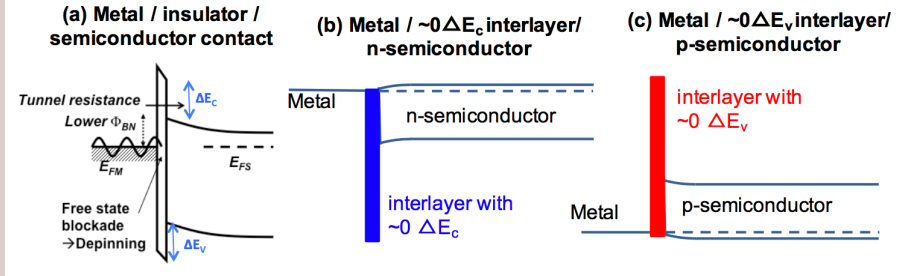 (a) Metal / insulator /
semiconductor contact
Tunnel resistance
ΔEc
Lower ΦBN
EFM
EFS
Free state
blockade
→Depinning
ΔEv
(b) Metal / ~0ΔEc interlayer/
n-semiconductor
Metal
n-semiconductor
interlayer with
~0 ΔEc
(c) Metal / ~0ΔEv interlayer/
p-semiconductor
interlayer with
~0 ΔEv
Metal
p-semiconductor